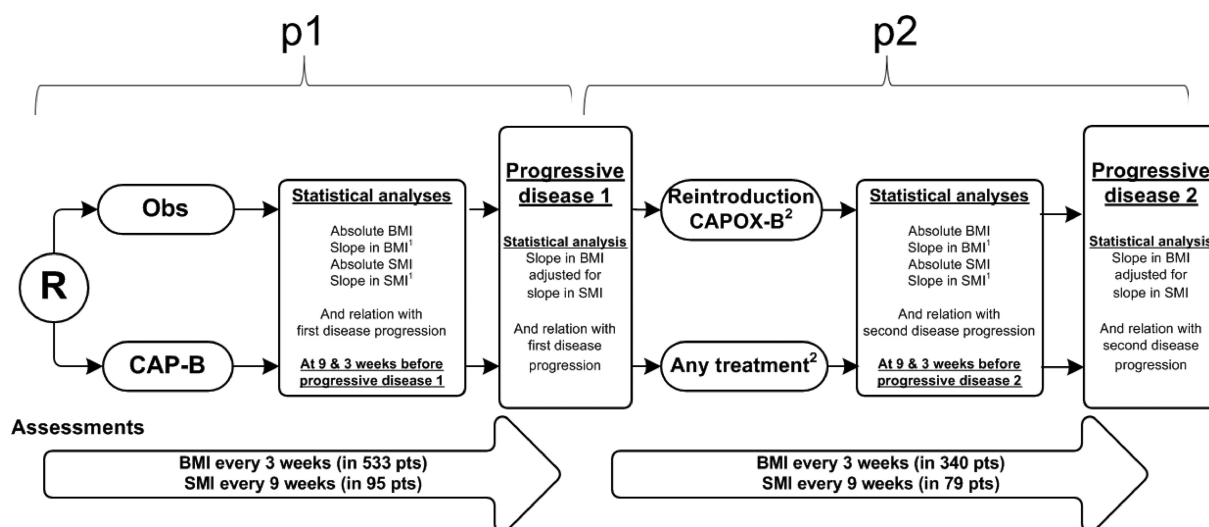 p1
p2
R
Obs
CAP-B
Statistical analyses
Absolute BMI
Slope in BMI¹
Absolute SMI
Slope in SMI¹
And relation with
first disease progression
At 9 & 3 weeks before
progressive disease 1
Progressive
disease 1
Statistical analysis
Slope in BMI
adjusted for
slope in SMI
And relation with
first disease
progression
Reintroduction
CAPOX-B²
Any treatment²
Statistical analyses
Absolute BMI
Slope in BMI¹
Absolute SMI
Slope in SMI¹
And relation with
second disease progression
At 9 & 3 weeks before
progressive disease 2
Progressive
disease 2
Statistical analysis
Slope in BMI
adjusted for
slope in SMI
And relation with
second disease
progression
Assessments
BMI every 3 weeks (in 533 pts)
SMI every 9 weeks (in 95 pts)
BMI every 3 weeks (in 340 pts)
SMI every 9 weeks (in 79 pts)